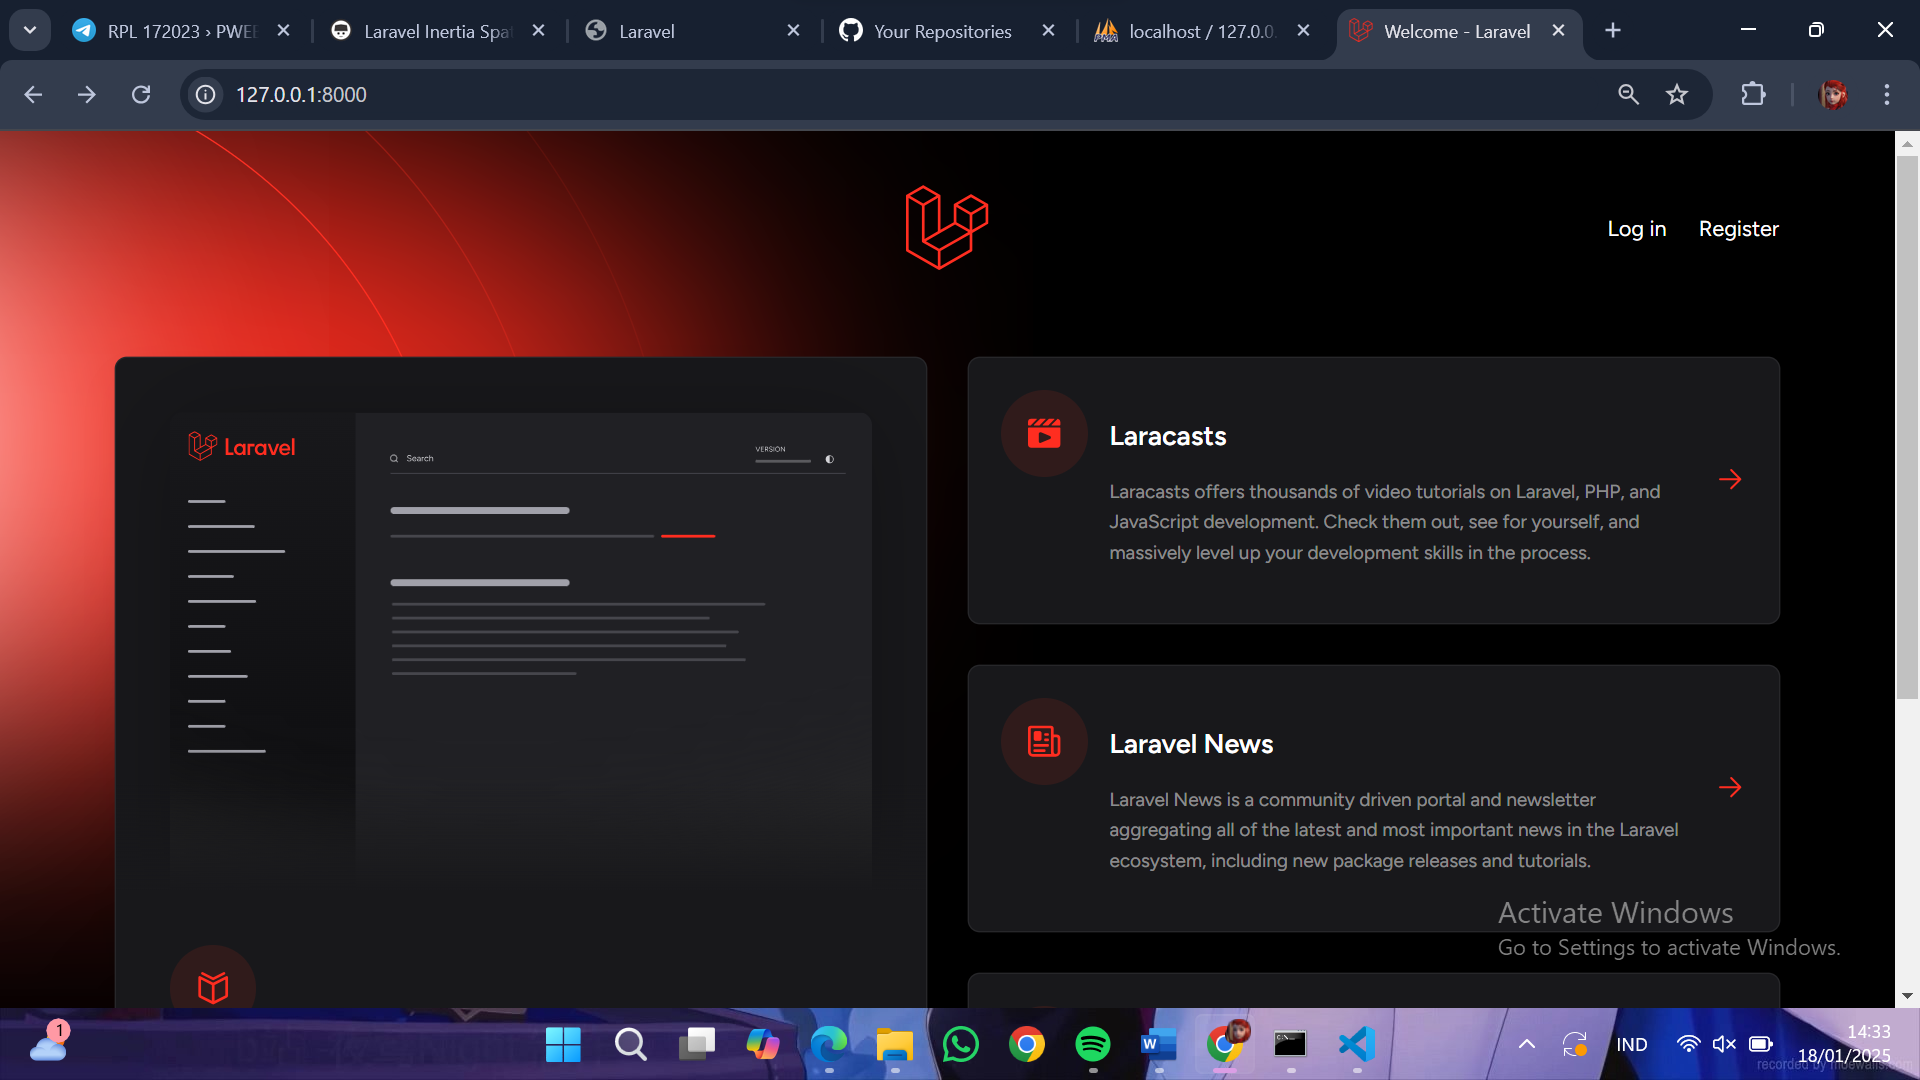 RPL 172023 › PWEB
Laravel Inertia Spat
Laravel
Your Repositories
localhost / 127.0.0.
Welcome - Laravel
127.0.0.1:8000
Log in
Register
Laravel
Search
VERSION
Laracasts
Laracasts offers thousands of video tutorials on Laravel, PHP, and
JavaScript development. Check them out, see for yourself, and
massively level up your development skills in the process.
Laravel News
Laravel News is a community driven portal and newsletter
aggregating all of the latest and most important news in the Laravel
ecosystem, including new package releases and tutorials.
Activate Windows
Go to Settings to activate Windows.
1
IND
14:33
18/01/2025